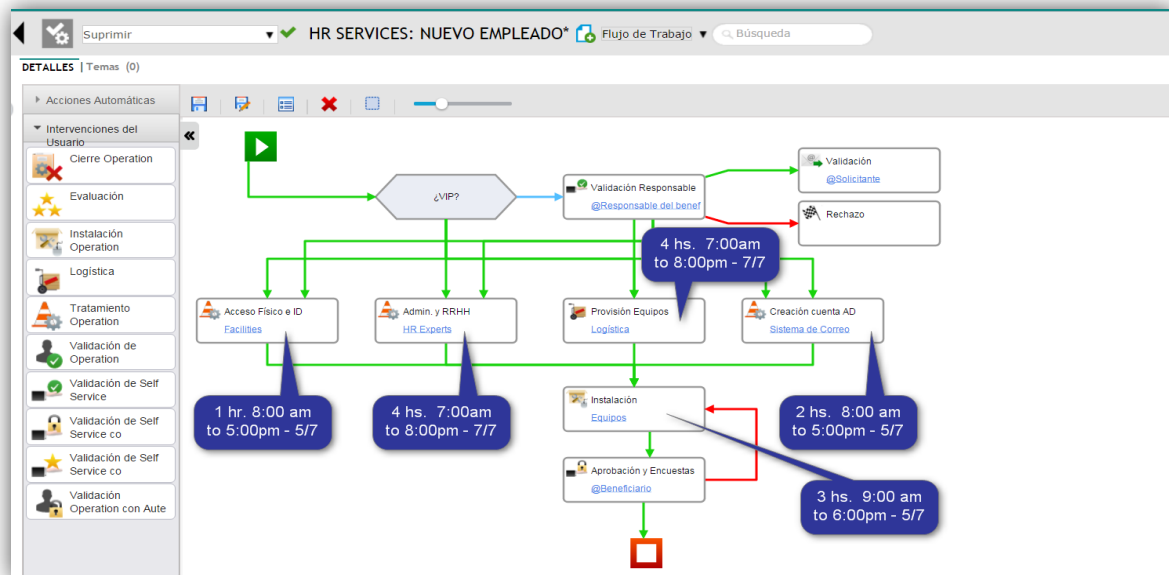 Suprimir
HR SERVICES: NUEVO EMPLEADO*
Flujo de Trabajo
Búsqueda
DETALLES | Temas (0)
Acciones Automáticas
Intervenciones del
Usuario
Cierre Operation
Evaluación
Instalación
Operation
Logística
Tratamiento
Operation
Validación de
Operation
Validación de Self
Service
Validación de Self
Service co
Validación de Self
Service co
Validación
Operation con Aute
¿VIP?
Validación Responsable
@Responsable del benef
Validación
@Solicitante
Rechazo
4 hs. 7:00am
to 8:00pm - 7/7
Acceso Físico e ID
Facilities
Admin. y RRHH
HR Experts
Provisión Equipos
Logística
Creación cuenta AD
Sistema de Correo
1 hr. 8:00 am
to 5:00pm - 5/7
4 hs. 7:00am
to 8:00pm - 7/7
Instalación
Equipos
2 hs. 8:00 am
to 5:00pm - 5/7
Aprobación y Encuestas
@Beneficiario
3 hs. 9:00 am
to 6:00pm - 5/7